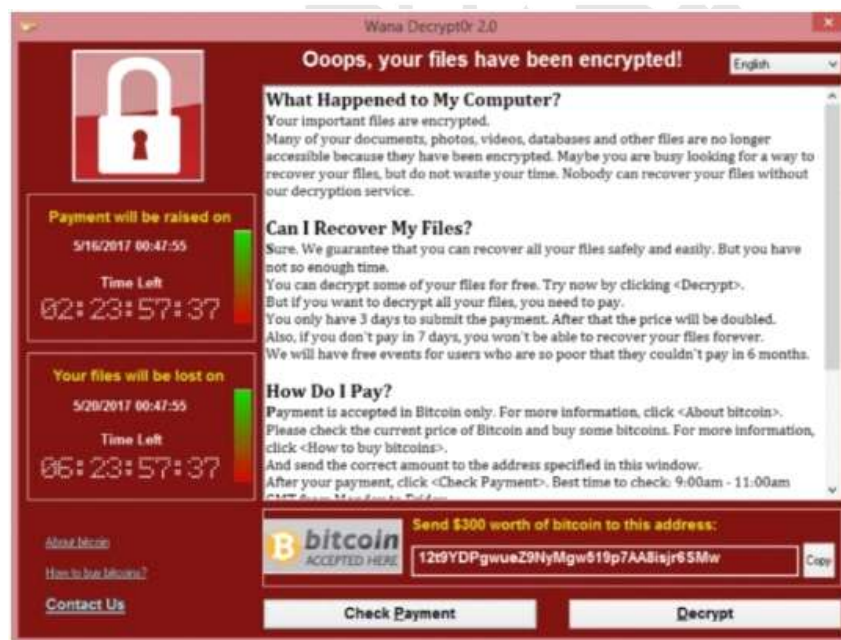 Wana Decrypt0r 2.0
Ooops, your files have been encrypted!
English
What Happened to My Computer?
Your important files are encrypted.
Many of your documents, photos, videos, databases and other files are no longer
accessible because they have been encrypted. Maybe you are busy looking for a way to
recover your files, but do not waste your time. Nobody can recover your files without
our decryption service.
Can I Recover My Files?
Sure. We guarantee that you can recover all your files safely and easily. But you have
not so enough time.
You can decrypt some of your files for free. Try now by clicking <Decrypt>.
But if you want to decrypt all your files, you need to pay.
You only have 3 days to submit the payment. After that the price will be doubled.
Also, if you don't pay in 7 days, you won't be able to recover your files forever.
We will have free events for users who are so poor that they couldn't pay in 6 months.
How Do I Pay?
Payment is accepted in Bitcoin only. For more information, click <About bitcoin>.
Please check the current price of Bitcoin and buy some bitcoins. For more information,
click <How to buy bitcoins>.
And send the correct amount to the address specified in this window.
After your payment, click <Check Payment>. Best time to check: 9:00am - 11:00am
GMT from Monday to Friday
Payment will be raised on
5/16/2017 00:47:55
Time Left
02:23:57:37
Your files will be lost on
5/20/2017 00:47:55
Time Left
06:23:57:37
About bitcoin
How to buy bitcoins?
Contact Us
bitcoin
ACCEPTED HERE
Send $300 worth of bitcoin to this address:
12t9YDPgwueZ9NyMgw519p7AA8isjr6SMw
Copy
Check Payment
Decrypt